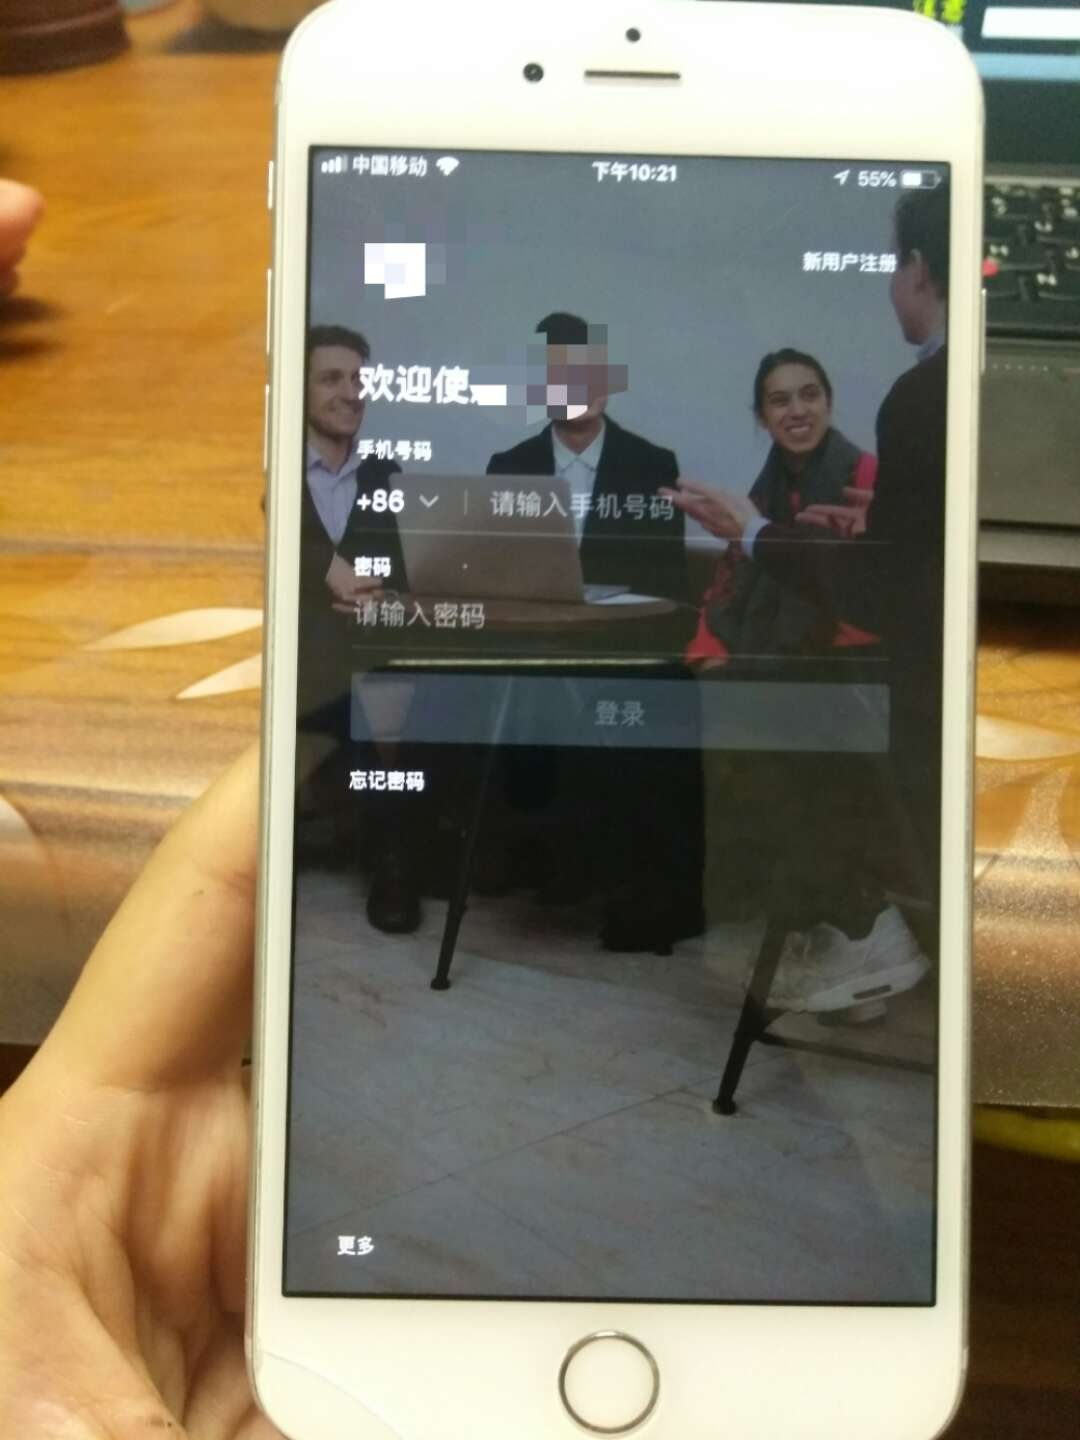 中国移动 下午10:21 55%
新用户注册
欢迎使
手机号码
+86 请输入手机号码
密码
请输入密码
登录
忘记密码
更多